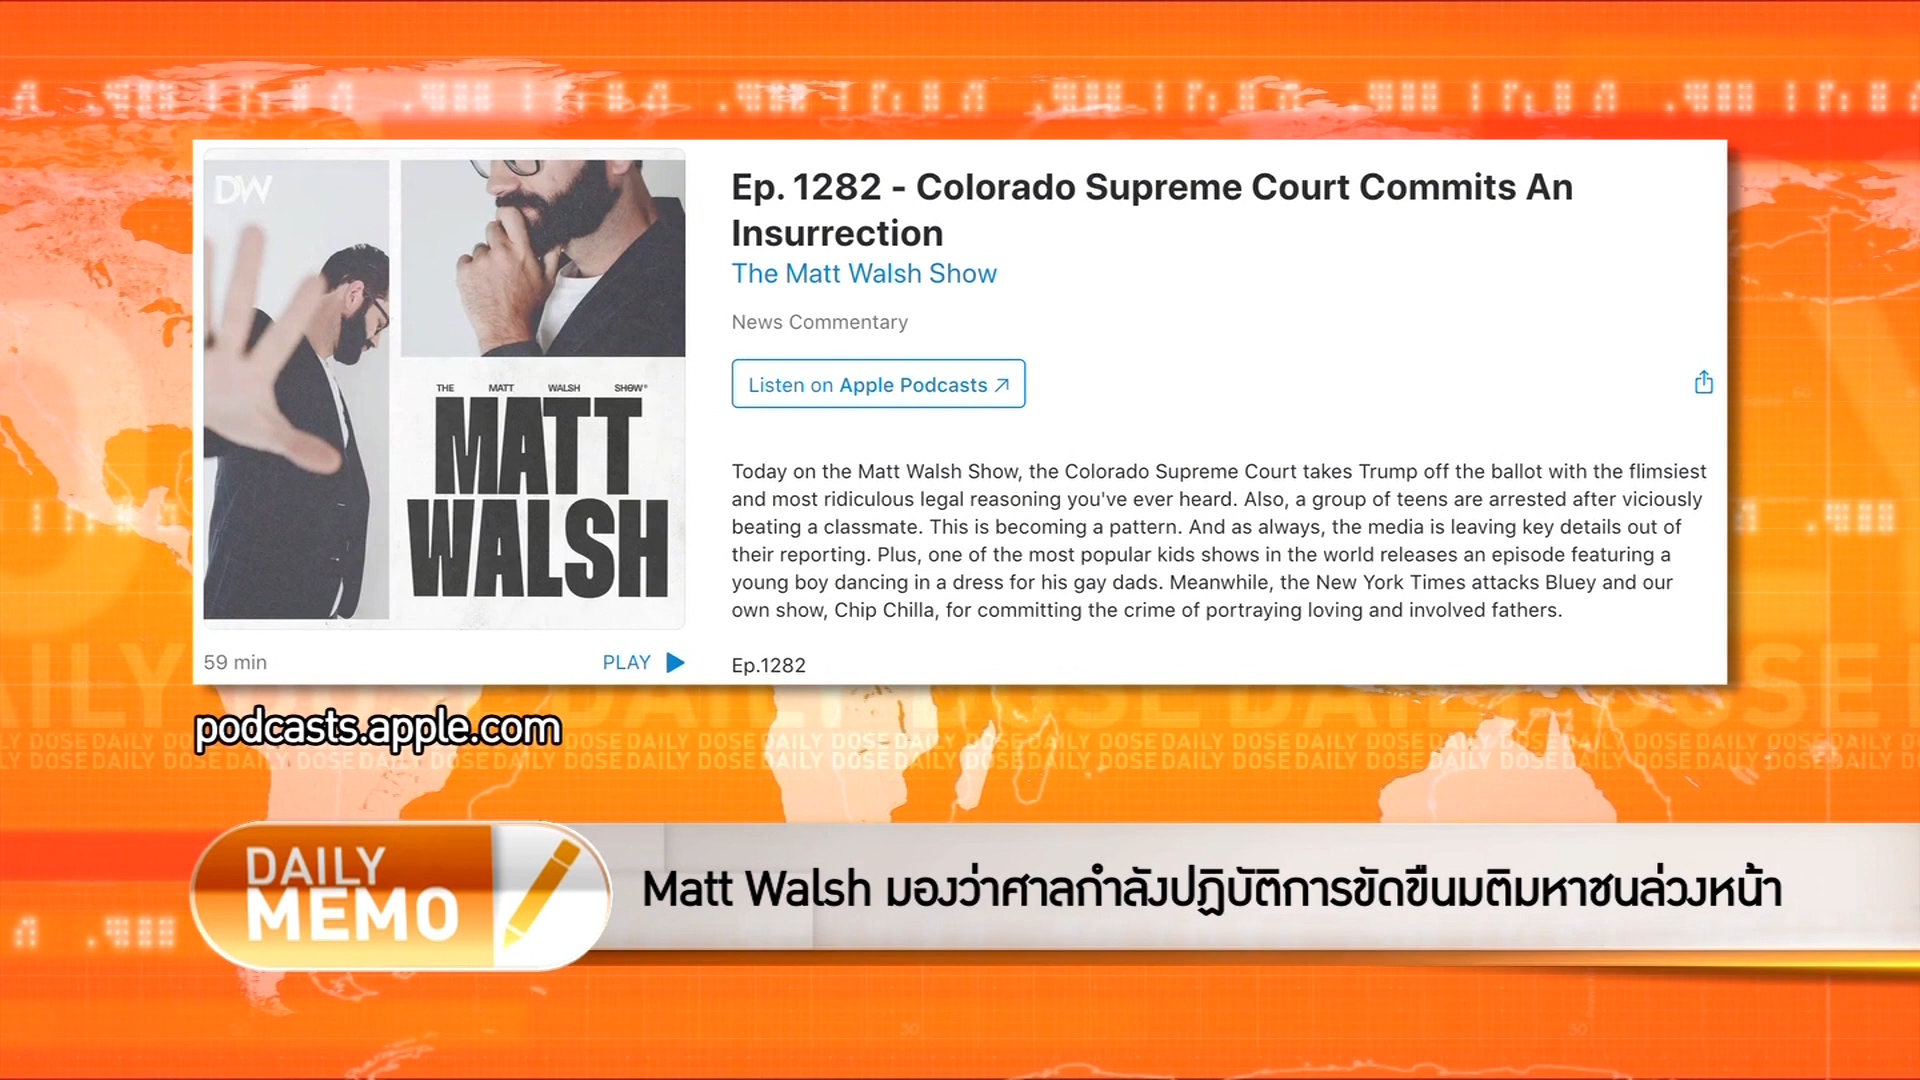 DW
THE MATT WALSH SHOW®
MATT
WALSH
59 min
PLAY
Ep. 1282 - Colorado Supreme Court Commits An
Insurrection
The Matt Walsh Show
News Commentary
Listen on Apple Podcasts
Today on the Matt Walsh Show, the Colorado Supreme Court takes Trump off the ballot with the flimsiest
and most ridiculous legal reasoning you've ever heard. Also, a group of teens are arrested after viciously
beating a classmate. This is becoming a pattern. And as always, the media is leaving key details out of
their reporting. Plus, one of the most popular kids shows in the world releases an episode featuring a
young boy dancing in a dress for his gay dads. Meanwhile, the New York Times attacks Bluey and our
own show, Chip Chilla, for committing the crime of portraying loving and involved fathers.
Ep.1282
podcasts.apple.com
DAILY DOSE DAILY DOSE
DAILY
MEMO
Matt Walsh มองว่าศาลกำลังปฏิบัติการขัดขืนมติมหาชนล่วงหน้า